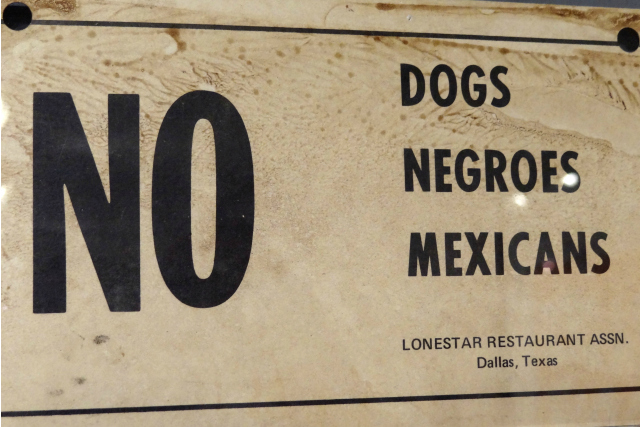 NO
DOGS
NEGROES
MEXICANS
LONESTAR RESTAURANT ASSN.
Dallas, Texas